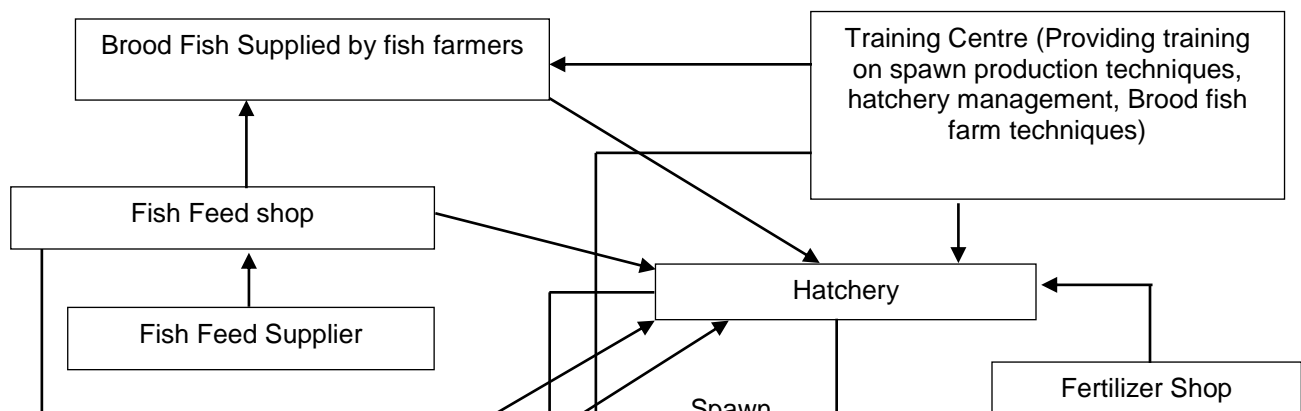 Brood Fish Supplied by fish farmers
Training Centre (Providing training
on spawn production techniques,
hatchery management, Brood fish
farm techniques)
Fish Feed shop
Hatchery
Fish Feed Supplier
Fertilizer Shop
Spawn